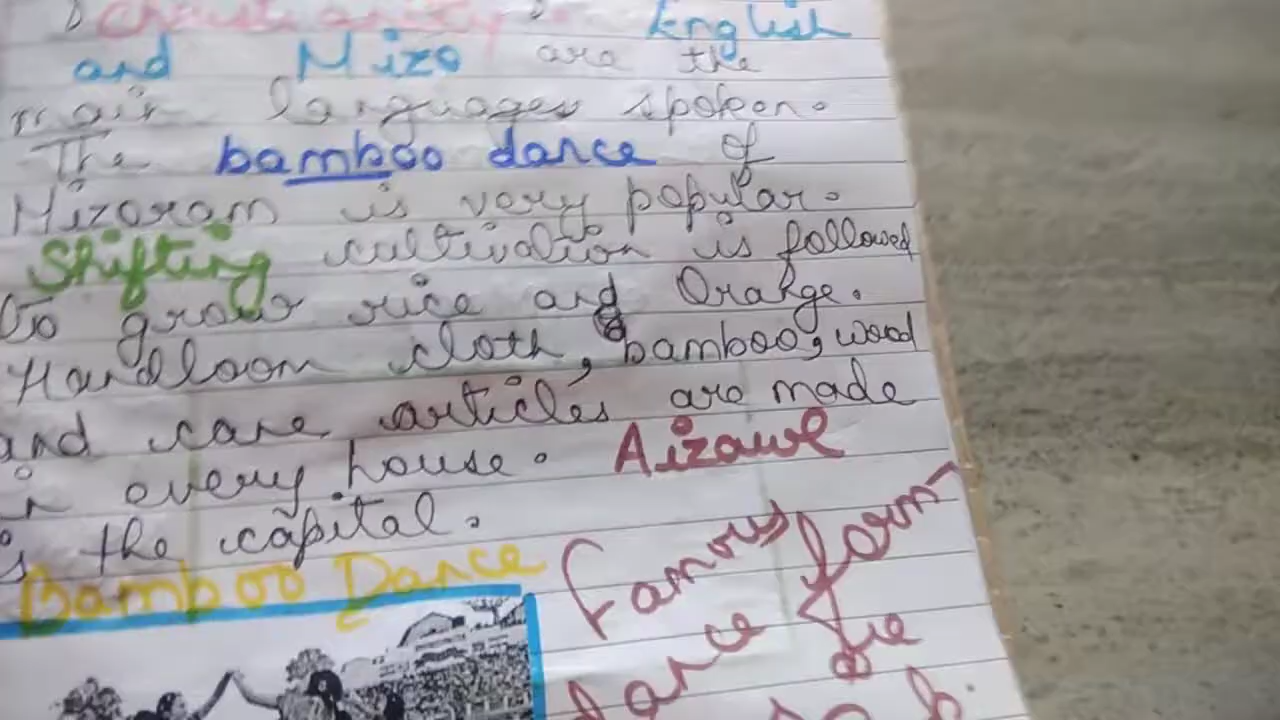 Christianity. English
and Mizo are the
main languages spoken.
The bamboo dance of
Mizoram is very popular.
Shifting cultivation is followed
to grow rice and Orange.
Handloom cloth, bamboo, wood
and cane articles are made
in every house. Aizawl
is the capital.
Bamboo Dance
Famous
dance form